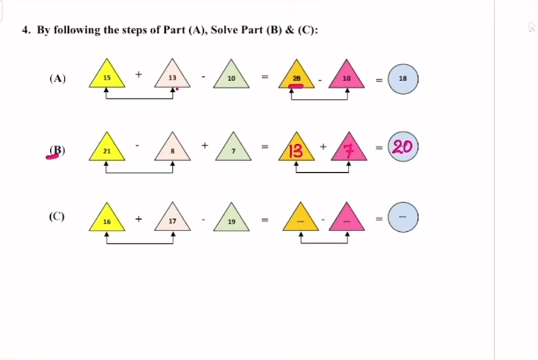 4. By following the steps of Part (A), Solve Part (B) & (C):
(A) 15 + 13 - 10 = 28 - 10 = 18
(B) 21 - 8 + 7 = 13 + 7 = 20
(C) 16 + 17 - 19 = ... - ... = ...